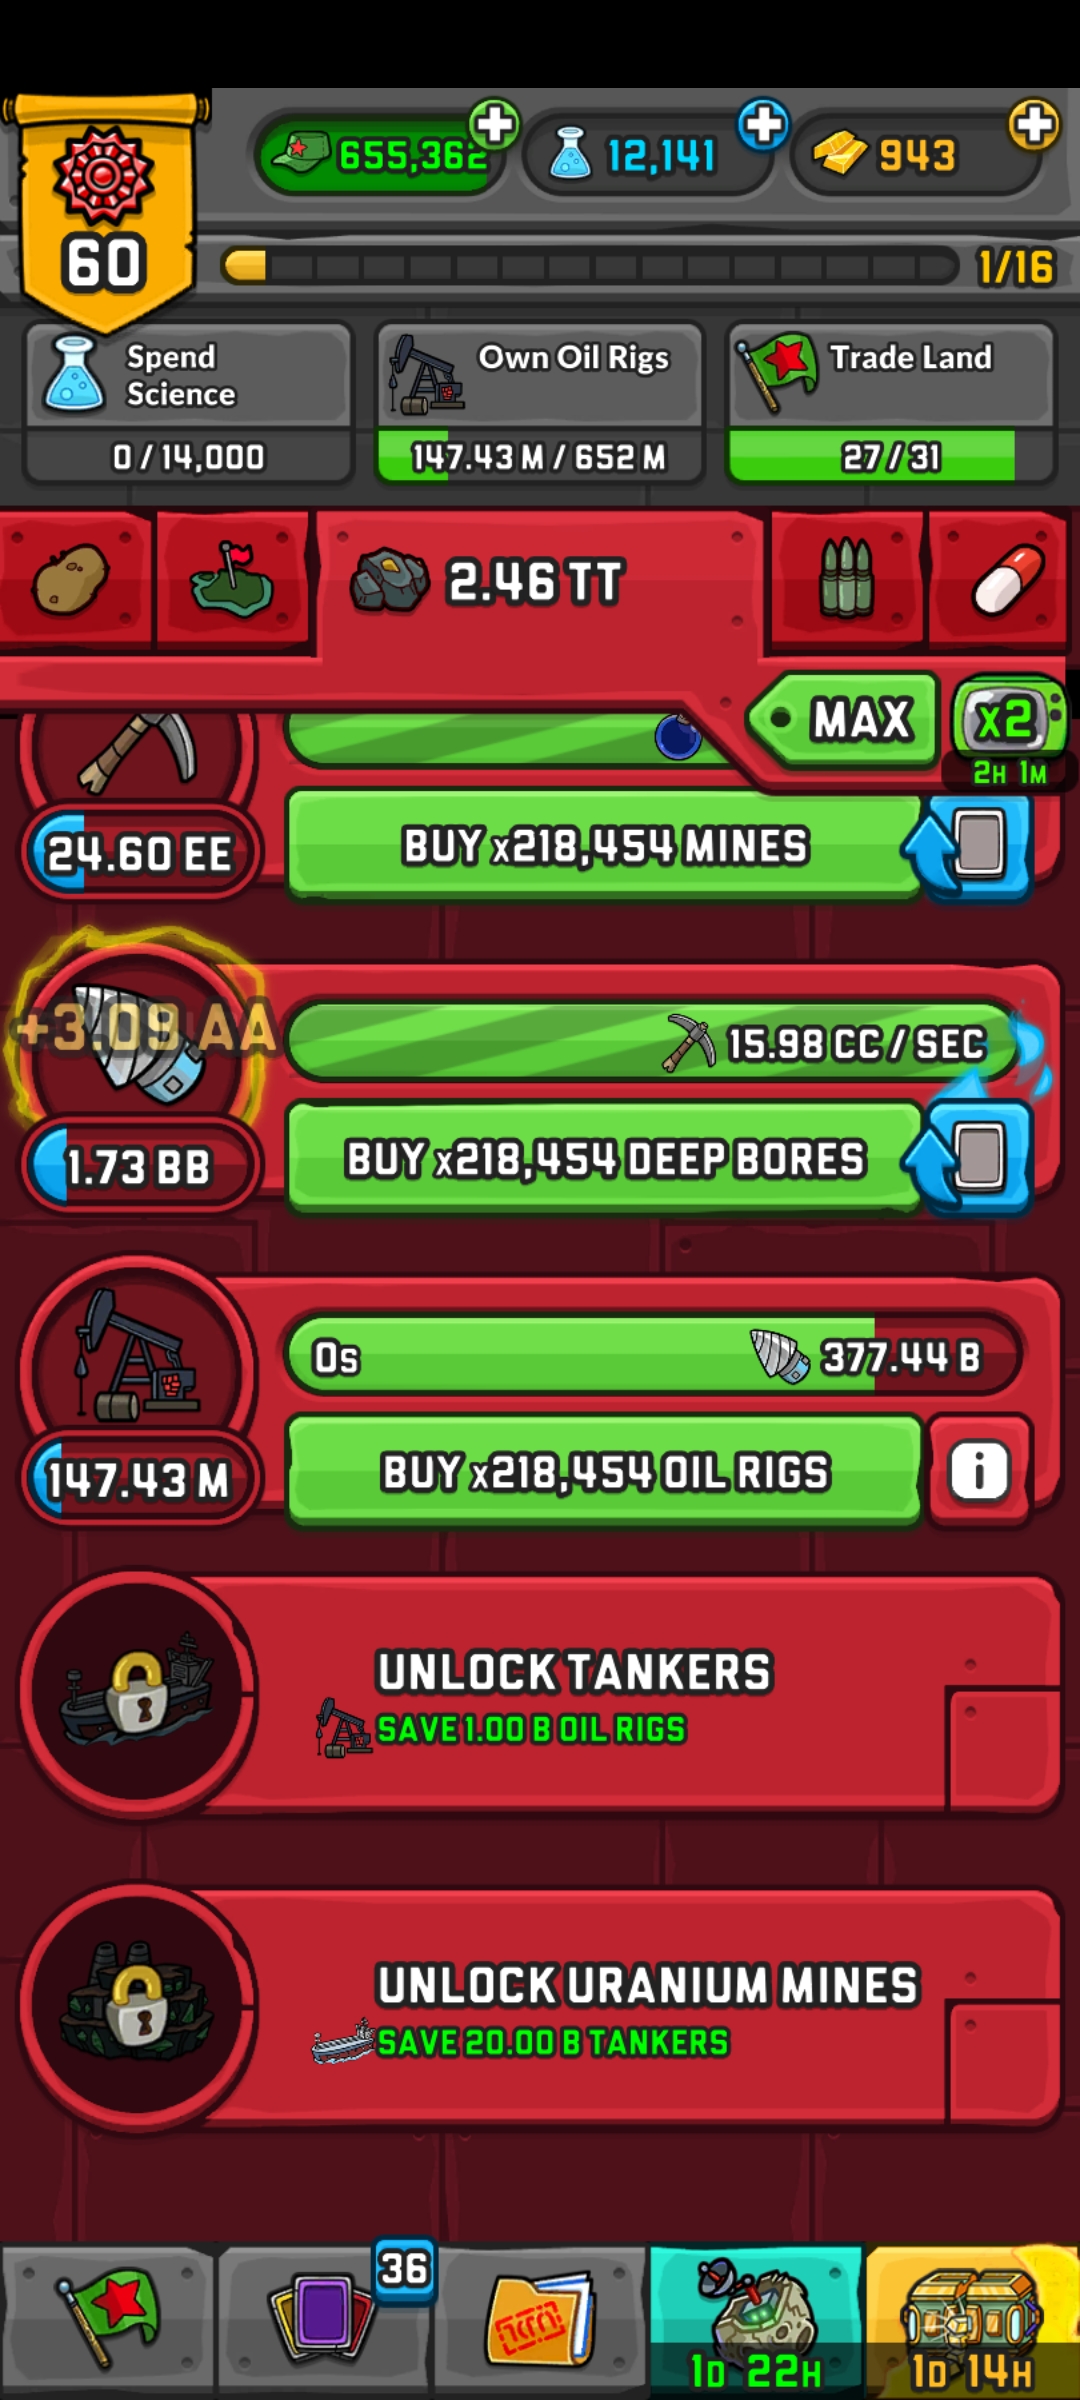 655,362
12,141
943
60
1/16
Spend
Science
0 / 14,000
Own Oil Rigs
147.43 M / 652 M
Trade Land
27 / 31
2.46 TT
MAX
x2
2H 1M
24.60 EE
BUY x218,454 MINES
+3.09 AA
15.98 CC / SEC
1.73 BB
BUY x218,454 DEEP BORES
0s
377.44 B
147.43 M
BUY x218,454 OIL RIGS
i
UNLOCK TANKERS
SAVE 1.00 B OIL RIGS
UNLOCK URANIUM MINES
SAVE 20.00 B TANKERS
36
1D 22H
1D 14H